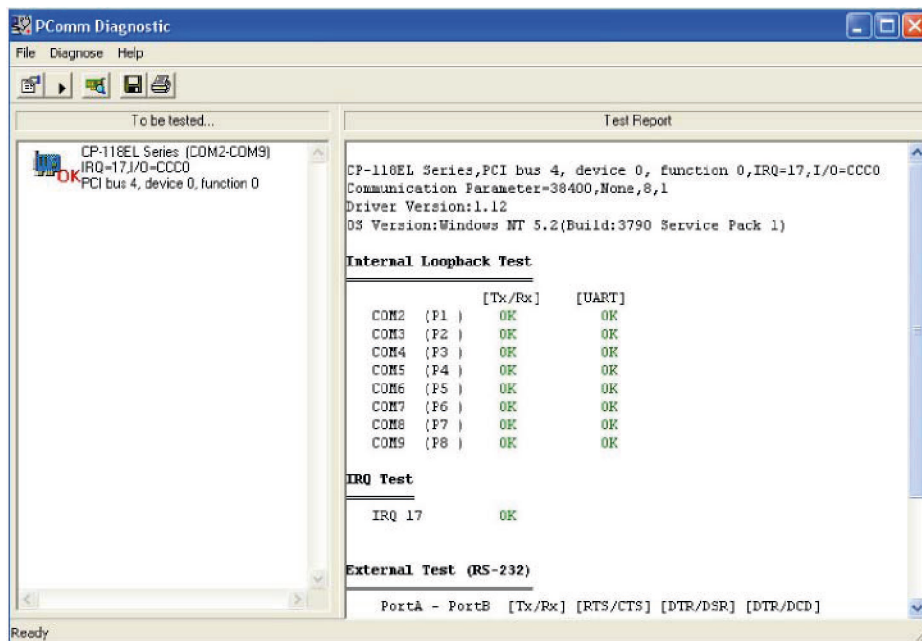 PComm Diagnostic
File Diagnose Help
To be tested...
CP-118EL Series (COM2-COM9)
IRQ=17,I/O=CCC0
OK
PCI bus 4, device 0, function 0
Test Report
CP-118EL Series,PCI bus 4, device 0, function 0,IRQ=17,I/O=CCC0
Communication Parameter=38400,None,8,1
Driver Version:1.12
OS Version:Windows NT 5.2(Build:3790 Service Pack 1)
Internal Loopback Test
[Tx/Rx] [UART]
COM2 (P1 ) OK OK
COM3 (P2 ) OK OK
COM4 (P3 ) OK OK
COM5 (P4 ) OK OK
COM6 (P5 ) OK OK
COM7 (P6 ) OK OK
COM8 (P7 ) OK OK
COM9 (P8 ) OK OK
IRQ Test
IRQ 17 OK
External Test (RS-232)
PortA - PortB [Tx/Rx] [RTS/CTS] [DTR/DSR] [DTR/DCD]
Ready